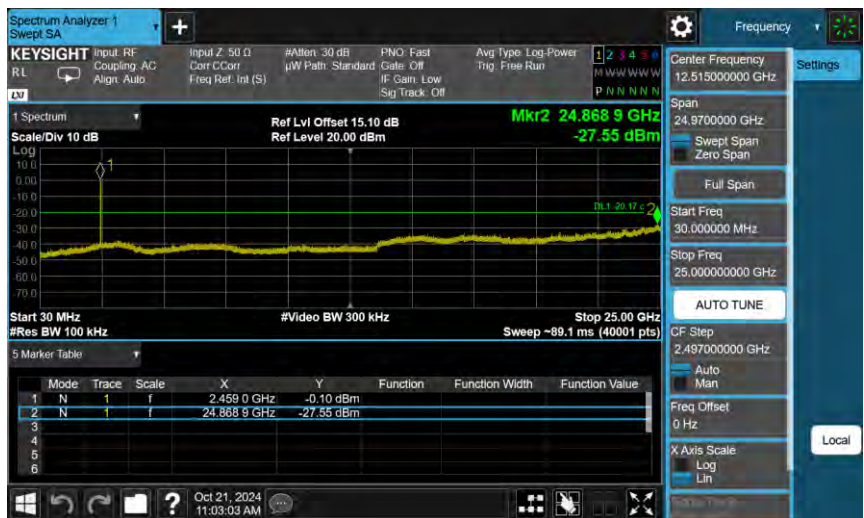 Spectrum Analyzer 1
Swept SA
+
Frequency
KEYSIGHT Input: RF Input Z: 50 Ω #Atten: 30 dB PNO: Fast Avg Type: Log-Power 1 2 3 4 5 6
RL Coupling: AC Corr CCorr µW Path: Standard Gate: Off Trig: Free Run M W W W W W
Align: Auto Freq Ref: Int (S) IF Gain: Low
LXI Sig Track: Off P N N N N N
1 Spectrum
Scale/Div 10 dB
Ref Lvl Offset 15.10 dB
Ref Level 20.00 dBm
Mkr2 24.868 9 GHz
-27.55 dBm
Log
10.0
0.00
-10.0
-20.0
-30.0
-40.0
-50.0
-60.0
-70.0
1
2
Start 30 MHz #Video BW 300 kHz Stop 25.00 GHz
#Res BW 100 kHz Sweep ~89.1 ms (40001 pts)
5 Marker Table
Mode Trace Scale X Y Function Function Width Function Value
1 N 1 f 2.459 0 GHz -0.10 dBm
2 N 1 f 24.868 9 GHz -27.55 dBm
3
4
5
6
Oct 21, 2024
11:03:03 AM
Center Frequency
12.515000000 GHz
Span
24.9700000 GHz
Swept Span
Zero Span
Full Span
Start Freq
30.000000 MHz
Stop Freq
25.000000000 GHz
AUTO TUNE
CF Step
2.497000000 GHz
Auto
Man
Freq Offset
0 Hz
X Axis Scale
Log
Lin
Settings
Local